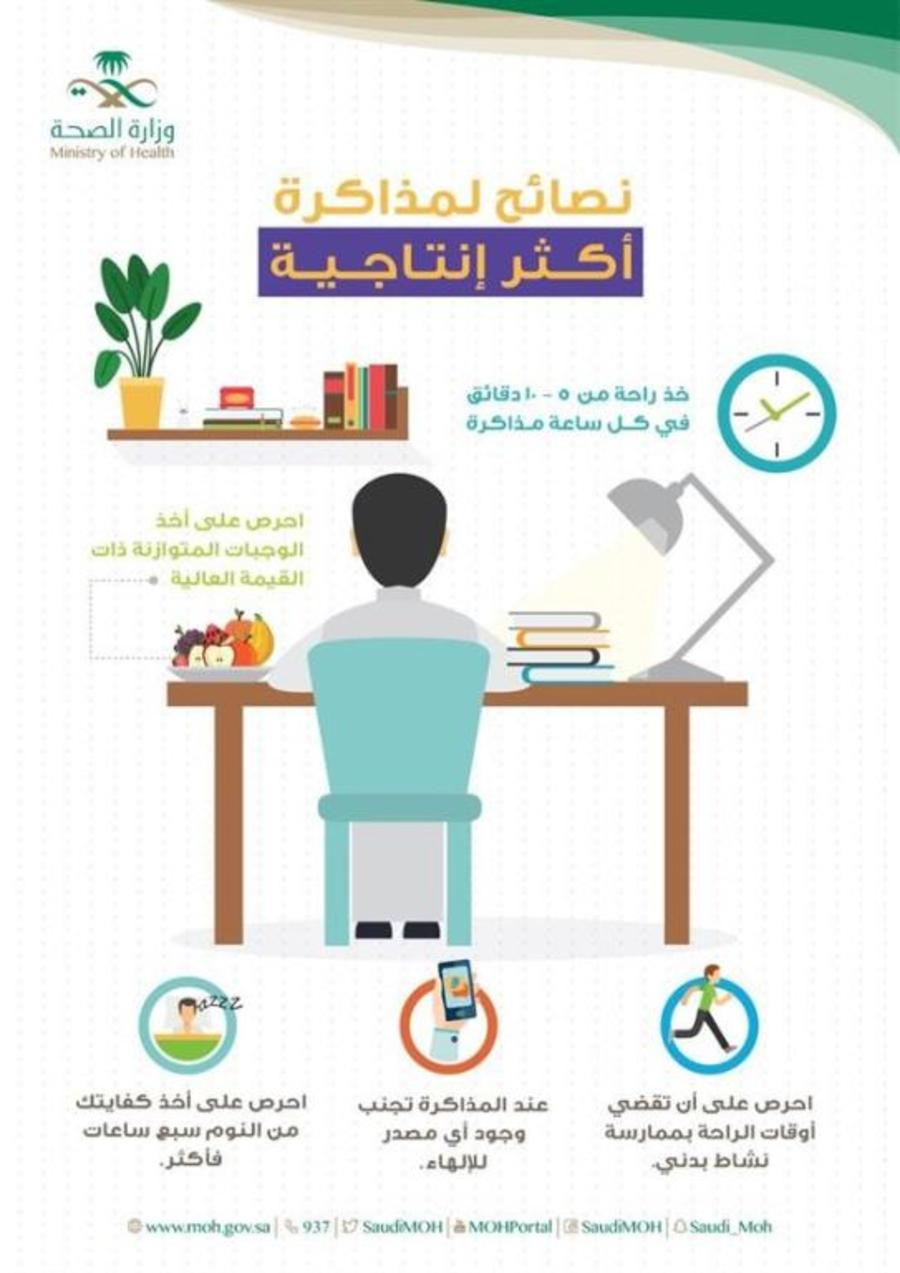 وزارة الصحة
Ministry of Health
نصائح لمذاكرة
أكثر إنتاجية
خذ راحة من ٥ - ١٠ دقائق
في كل ساعة مذاكرة
احرص على أخذ
الوجبات المتوازنة ذات
القيمة العالية
zzzz
احرص على أن تقضي
أوقات الراحة بممارسة
نشاط بدني.
عند المذاكرة تجنب
وجود أي مصدر
للإلهاء.
احرص على أخذ كفايتك
من النوم سبع ساعات
فأكثر.
www.moh.gov.sa | 937 | SaudiMOH | MOHPortal | SaudiMOH | Saudi_Moh